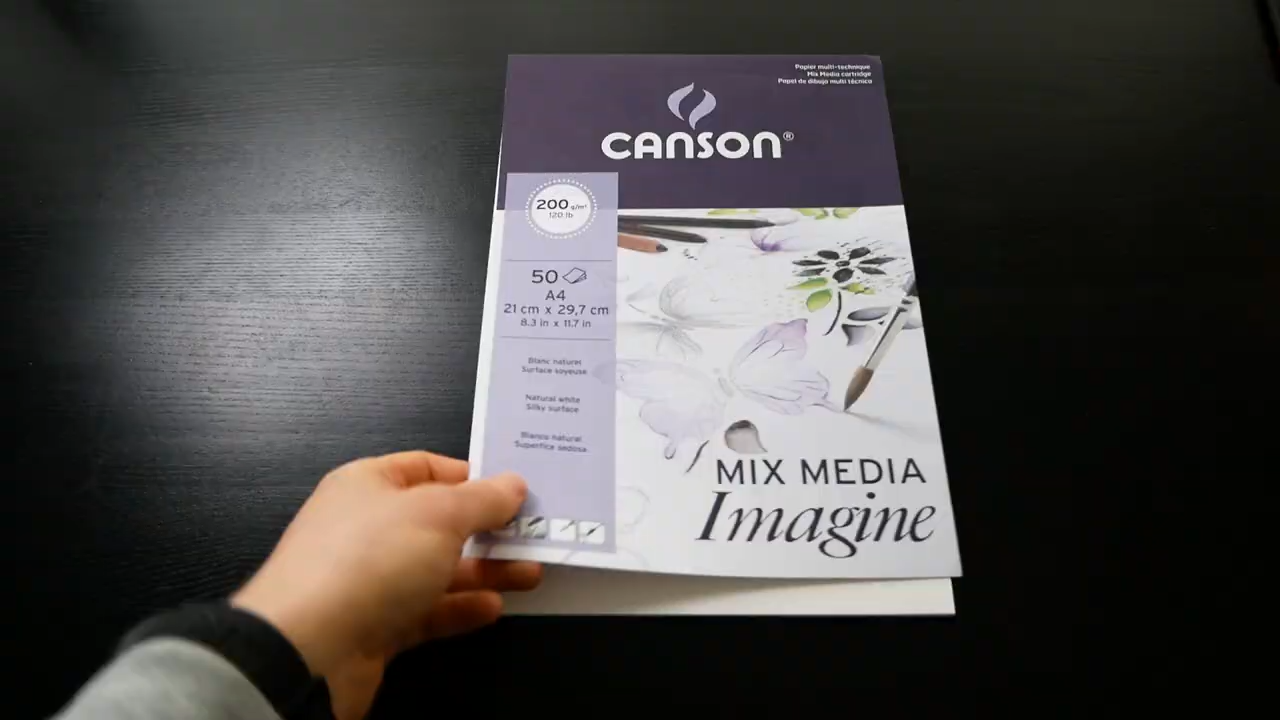 Papier multi-technique
Mix Media cartridge
Papel de dibujo multi técnica
CANSON®
200 g/m²
120 lb
50
A4
21 cm x 29,7 cm
8.3 in x 11.7 in
Blanc naturel
Surface soyeuse
Natural white
Silky surface
Blanco natural
Superficie sedosa
MIX MEDIA
Imagine